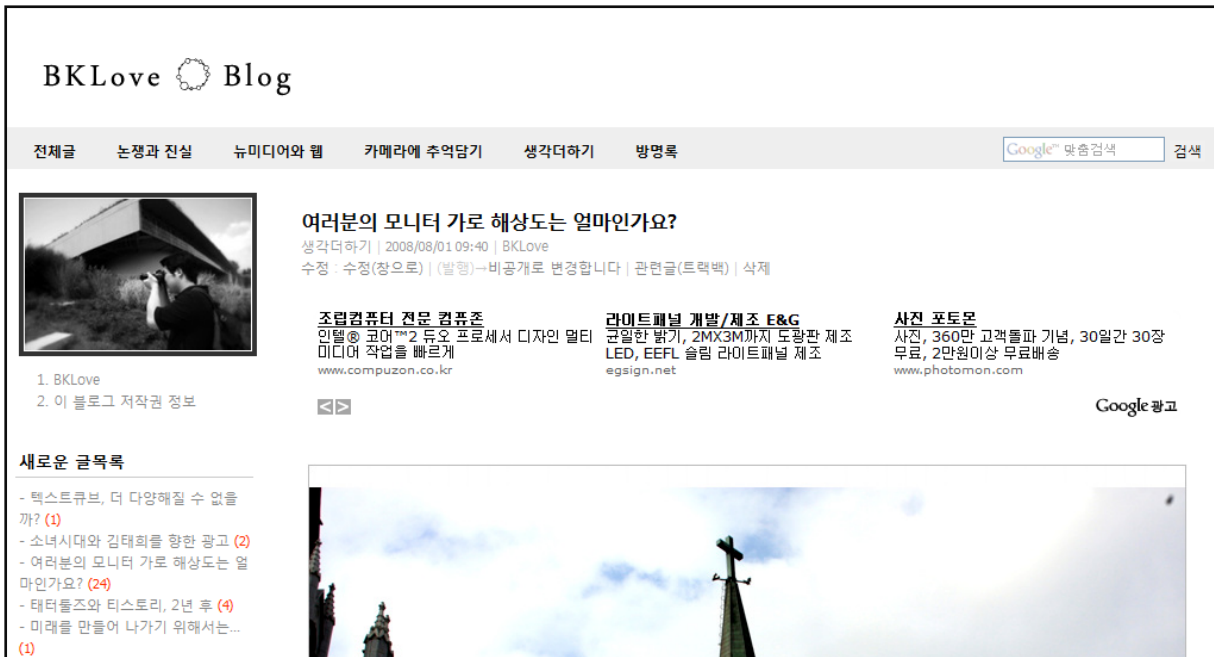 BKLove Blog
전체글 논쟁과 진실 뉴미디어와 웹 카메라에 추억담기 생각더하기 방명록 Google™ 맞춤검색 검색
여러분의 모니터 가로 해상도는 얼마인가요?
생각더하기 | 2008/08/01 09:40 | BKLove
수정 : 수정(창으로) | (발행)→비공개로 변경합니다 | 관련글(트랙백) | 삭제
조립컴퓨터 전문 컴퓨존
인텔® 코어™2 듀오 프로세서 디자인 멀티
미디어 작업을 빠르게
www.compuzon.co.kr
라이트패널 개발/제조 E&G
균일한 밝기, 2MX3M까지 도광판 제조
LED, EEFL 슬림 라이트패널 제조
egsign.net
사진 포토몬
사진, 360만 고객돌파 기념, 30일간 30장
무료, 2만원이상 무료배송
www.photomon.com
< > Google 광고
1. BKLove
2. 이 블로그 저작권 정보
새로운 글목록
- 텍스트큐브, 더 다양해질 수 없을
까? (1)
- 소녀시대와 김태희를 향한 광고 (2)
- 여러분의 모니터 가로 해상도는 얼
마인가요? (24)
- 태터툴즈와 티스토리, 2년 후 (4)
- 미래를 만들어 나가기 위해서는...
(1)